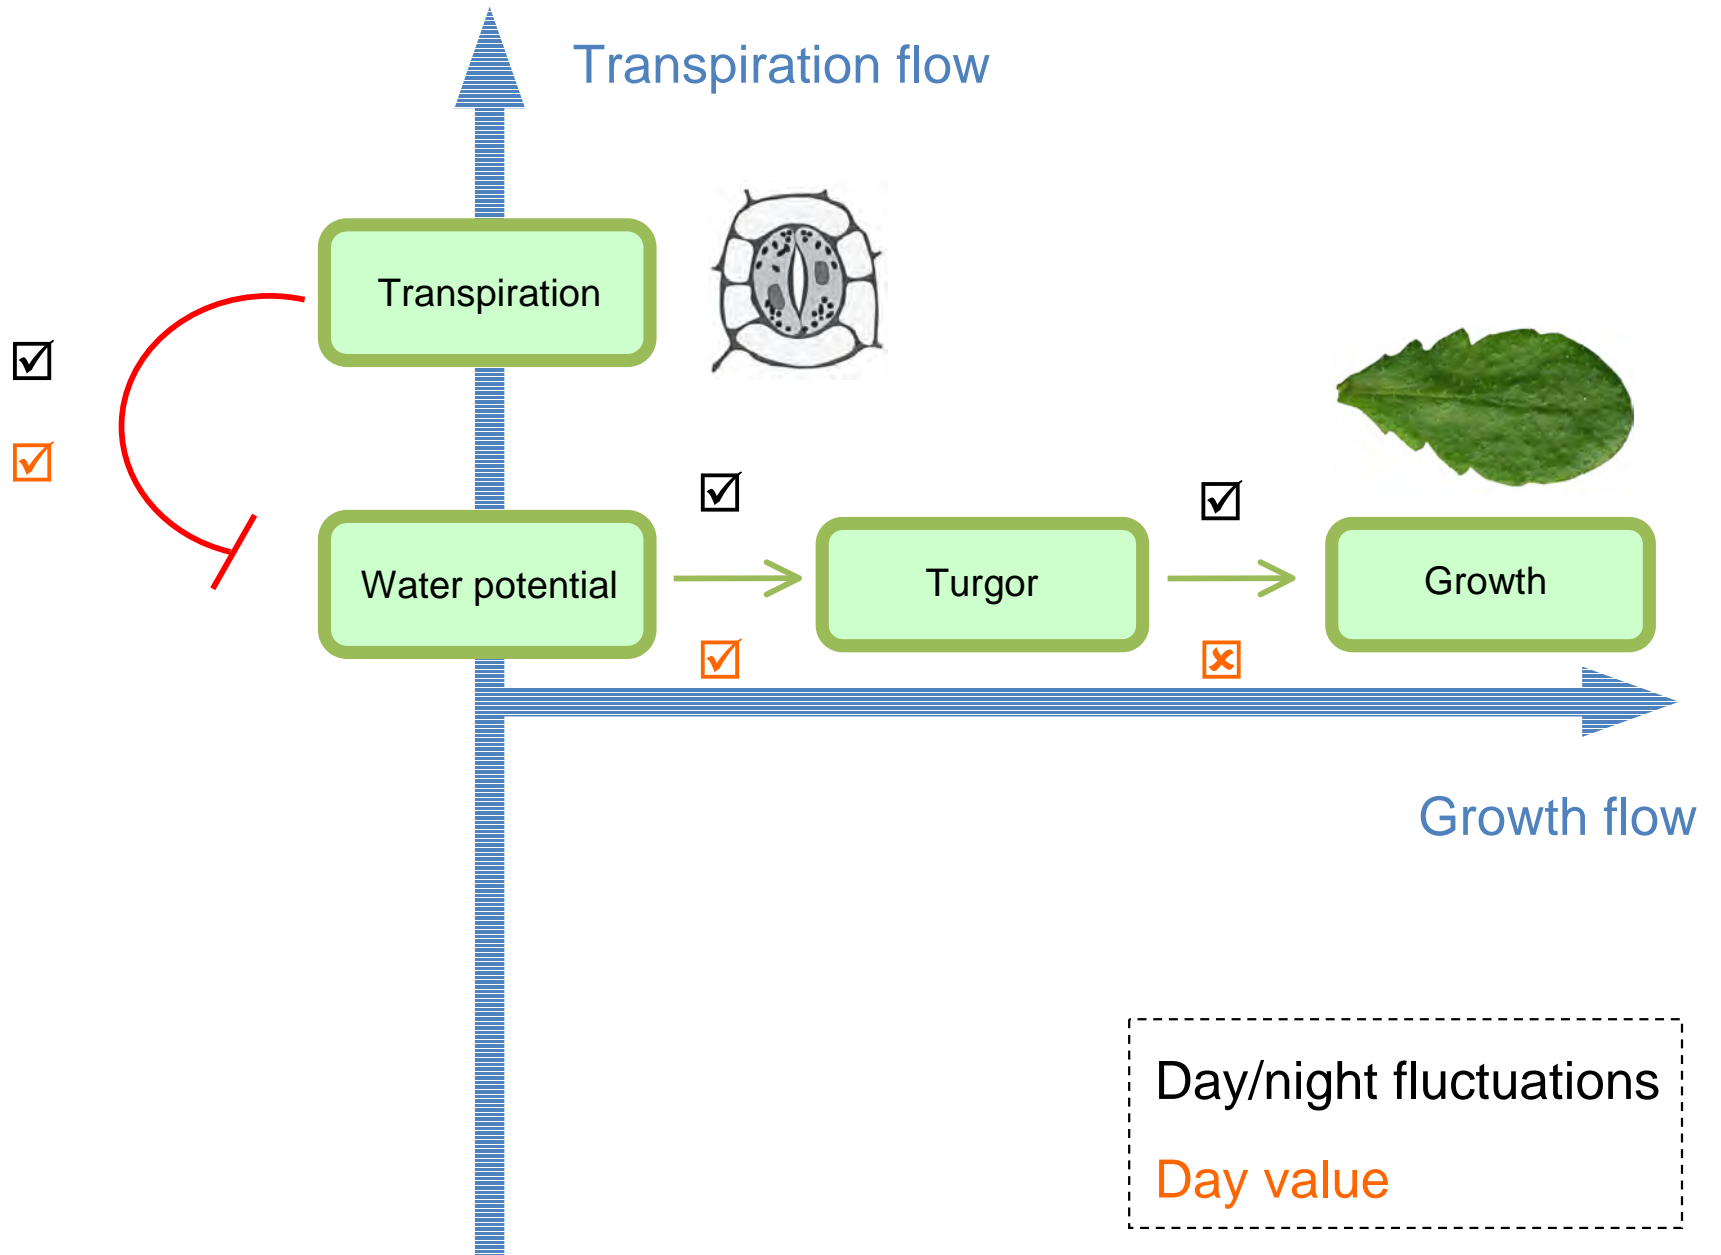 Transpiration flow
Transpiration
Water potential
Turgor
Growth
Growth flow
Day/night fluctuations
Day value